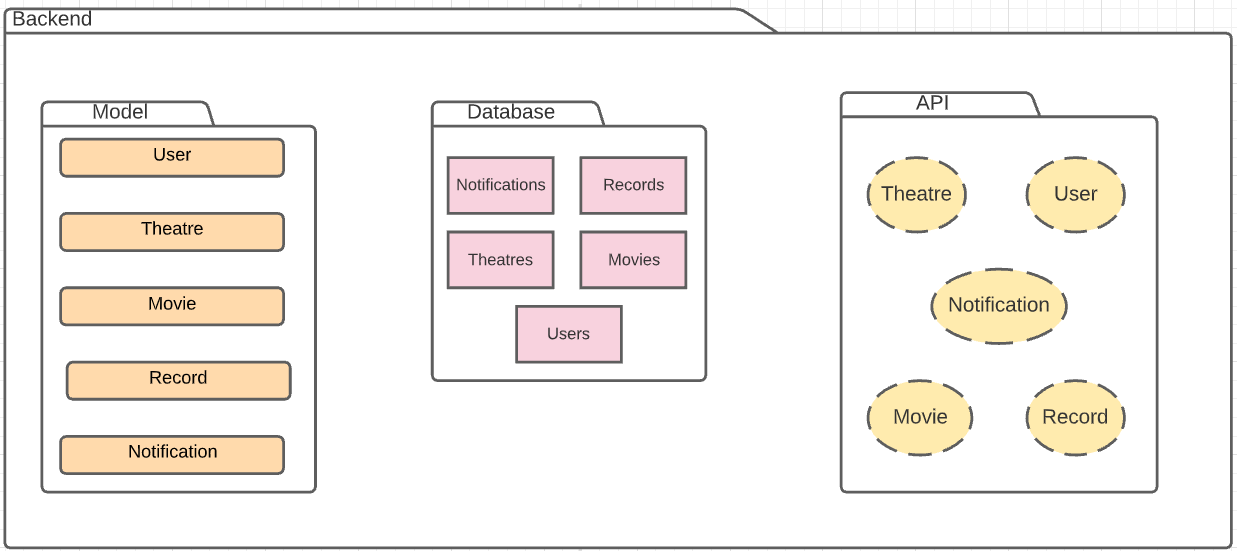 Backend
Model
User
Theatre
Movie
Record
Notification
Database
Notifications
Records
Theatres
Movies
Users
API
Theatre
User
Notification
Movie
Record